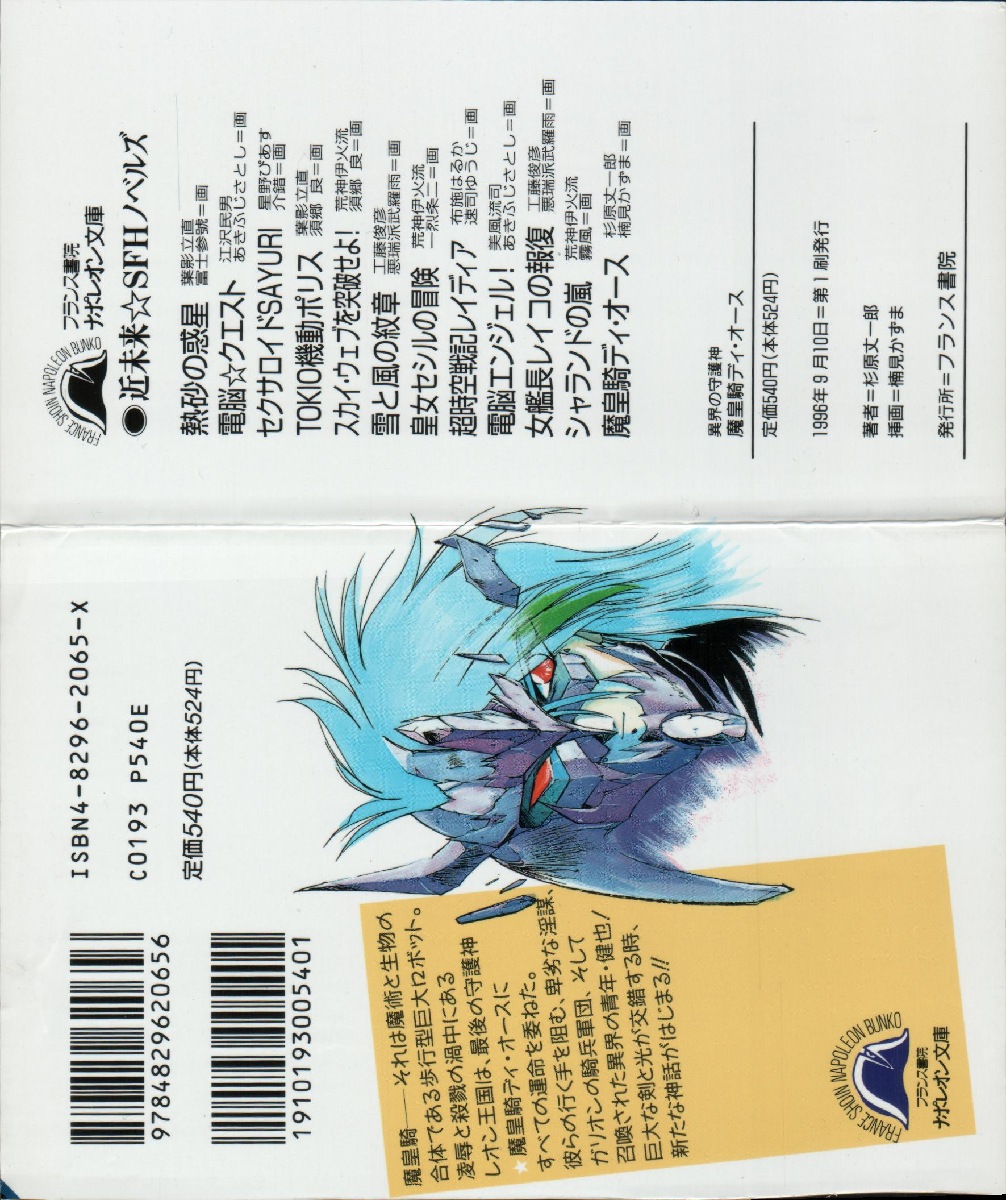 FRANCE SHOIN NAPOLEON BUNKO
フランス書院
ナポレオン文庫
●近未来☆SFHノベルズ
熱砂の惑星 葉影立直 富士参號=画
電脳☆クエスト 江沢民男 あきふじさとし=画
セクサロイドSAYURI 星野ぴあす 介錯=画
TOKIO機動ポリス 葉影立直 須郷 良=画
スカイ・ウェブを突破せよ! 荒神伊火流 須郷 良=画
雪と風の紋章 工藤俊彦 悪瑞派武羅雨=画
皇女セシルの冒険 荒神伊火流 一烈条二=画
超時空戦記レイディア 布施はるか 速司ゆうじ=画
電脳エンジェル! 美風流司 あきふじさとし=画
女艦長レイコの報復 工藤俊彦 悪瑞派武羅雨=画
シャランドの嵐 荒神伊火流 霧風=画
魔皇騎ディオース 杉原丈一郎 楠見かずま=画
異界の守護神
魔皇騎ディ・オース
定価540円(本体524円)
1996年9月10日=第1刷発行
著者=杉原丈一郎
挿画=楠見かずま
発行所=フランス書院
ISBN4-8296-2065-X
C0193 P540E
定価540円(本体524円)
9784829620656
1910193005401
魔皇騎――それは魔術と生物の
合体である歩行型巨大ロボット。
凌辱と殺戮の渦中にある
レオン王国は、最後の守護神
★魔皇騎ディ・オースに
すべての運命を委ねた。
彼らの行く手を阻む、卑劣な淫謀、
ガリオンの騎兵軍団、そして
召喚された異界の青年・健也!
巨大な剣と光が交錯する時、
新たな神話がはじまる!!
FRANCE SHOIN NAPOLEON BUNKO
フランス書院
ナポレオン文庫